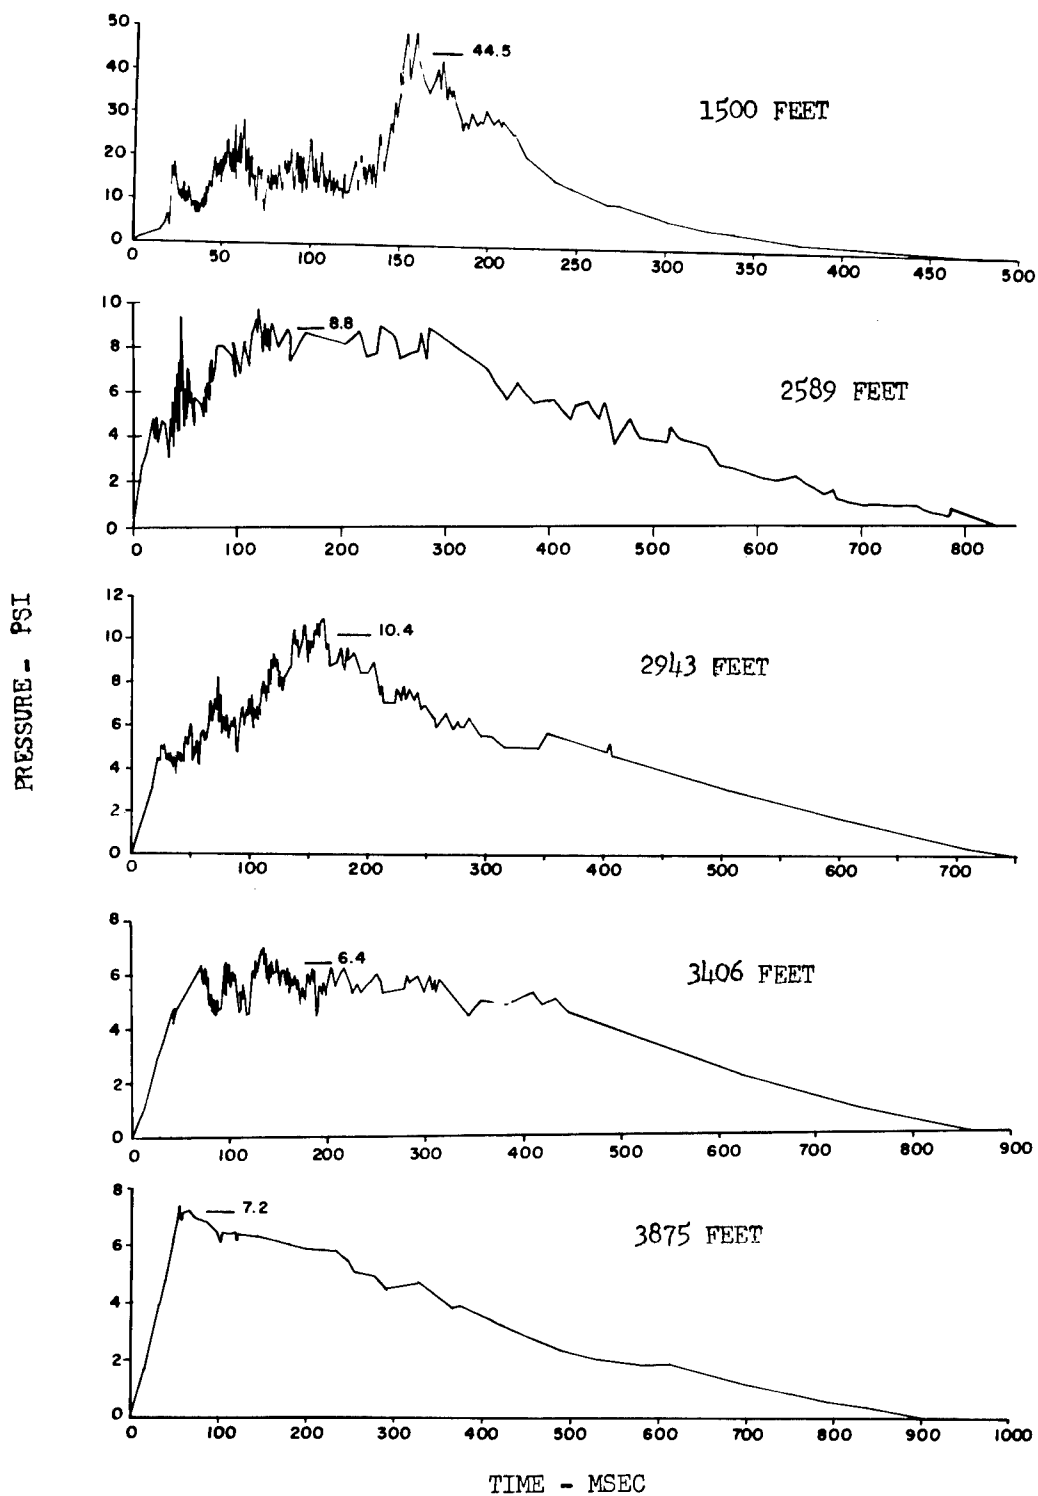 50
40
30
20
10
0
44.5
1500 FEET
0 50 100 150 200 250 300 350 400 450 500
10
8
6
4
2
0
8.8
2589 FEET
0 100 200 300 400 500 600 700 800
PRESSURE - PSI
12
10
8
6
4
2
0
10.4
2943 FEET
0 100 200 300 400 500 600 700
8
6
4
2
0
6.4
3406 FEET
0 100 200 300 400 500 600 700 800 900
8
6
4
2
0
7.2
3875 FEET
0 100 200 300 400 500 600 700 800 900 1000
TIME - MSEC